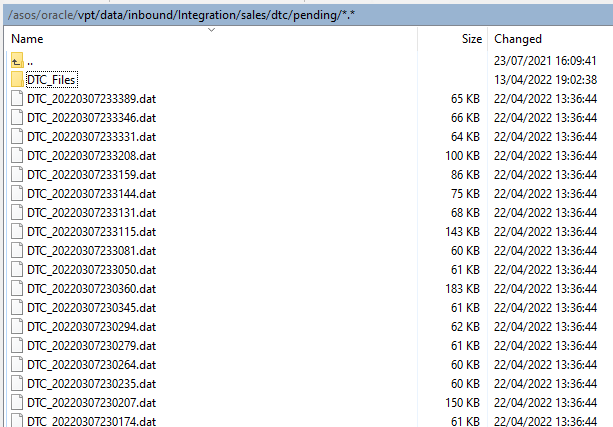 /asos/oracle/vpt/data/inbound/Integration/sales/dtc/pending/*.*
Name Size Changed
.. 23/07/2021 16:09:41
DTC_Files 13/04/2022 19:02:38
DTC_20220307233389.dat 65 KB 22/04/2022 13:36:44
DTC_20220307233346.dat 66 KB 22/04/2022 13:36:44
DTC_20220307233331.dat 64 KB 22/04/2022 13:36:44
DTC_20220307233208.dat 100 KB 22/04/2022 13:36:44
DTC_20220307233159.dat 86 KB 22/04/2022 13:36:44
DTC_20220307233144.dat 75 KB 22/04/2022 13:36:44
DTC_20220307233131.dat 68 KB 22/04/2022 13:36:44
DTC_20220307233115.dat 143 KB 22/04/2022 13:36:44
DTC_20220307233081.dat 60 KB 22/04/2022 13:36:44
DTC_20220307233050.dat 61 KB 22/04/2022 13:36:44
DTC_20220307230360.dat 183 KB 22/04/2022 13:36:44
DTC_20220307230345.dat 61 KB 22/04/2022 13:36:44
DTC_20220307230294.dat 62 KB 22/04/2022 13:36:44
DTC_20220307230279.dat 61 KB 22/04/2022 13:36:44
DTC_20220307230264.dat 60 KB 22/04/2022 13:36:44
DTC_20220307230235.dat 60 KB 22/04/2022 13:36:44
DTC_20220307230207.dat 150 KB 22/04/2022 13:36:44
DTC_20220307230174.dat 61 KB 22/04/2022 13:36:44